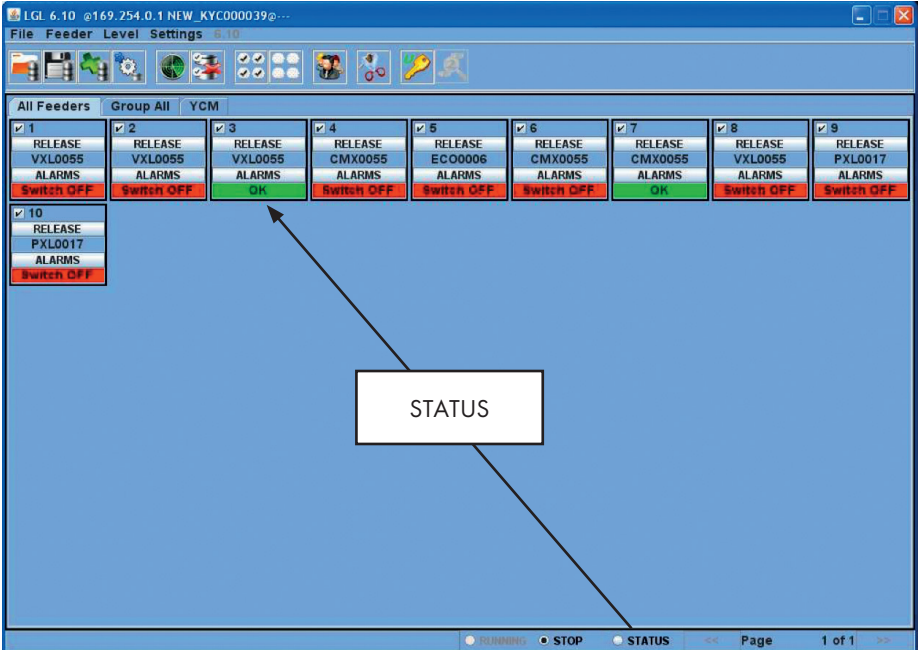 LGL 6.10 @169.254.0.1 NEW_KYC000039@...
File Feeder Level Settings 6.10
All Feeders Group All YCM
1 2 3 4 5 6 7 8 9
RELEASE RELEASE RELEASE RELEASE RELEASE RELEASE RELEASE RELEASE RELEASE
VXL0055 VXL0055 VXL0055 CMX0055 ECO0006 CMX0055 CMX0055 VXL0055 PXL0017
ALARMS ALARMS ALARMS ALARMS ALARMS ALARMS ALARMS ALARMS ALARMS
Switch OFF Switch OFF OK Switch OFF Switch OFF Switch OFF OK Switch OFF Switch OFF
10
RELEASE
PXL0017
ALARMS
Switch OFF
STATUS
RUNNING STOP STATUS << Page 1 of 1 >>